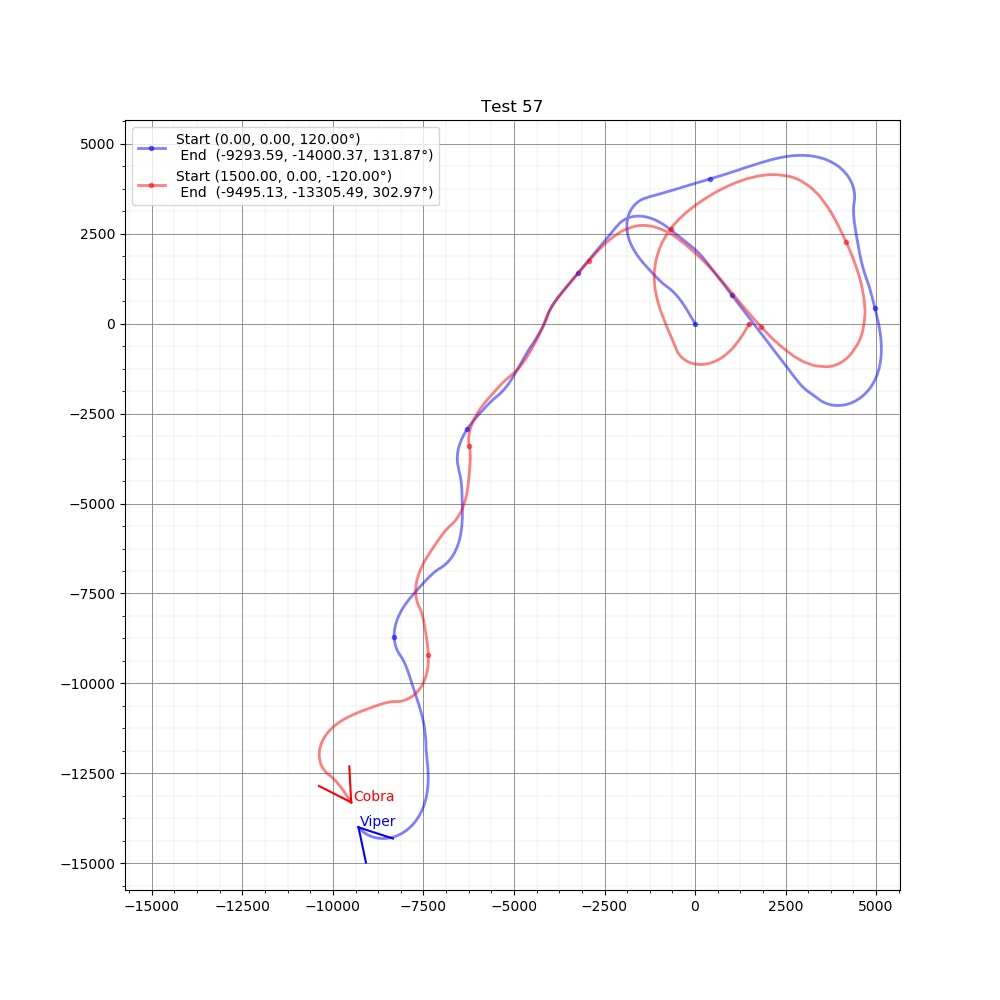 Test 57
Start (0.00, 0.00, 120.00°)
End (-9293.59, -14000.37, 131.87°)
Start (1500.00, 0.00, -120.00°)
End (-9495.13, -13305.49, 302.97°)
5000
2500
0
−2500
−5000
−7500
−10000
−12500
−15000
Cobra
Viper
−15000 −12500 −10000 −7500 −5000 −2500 0 2500 5000